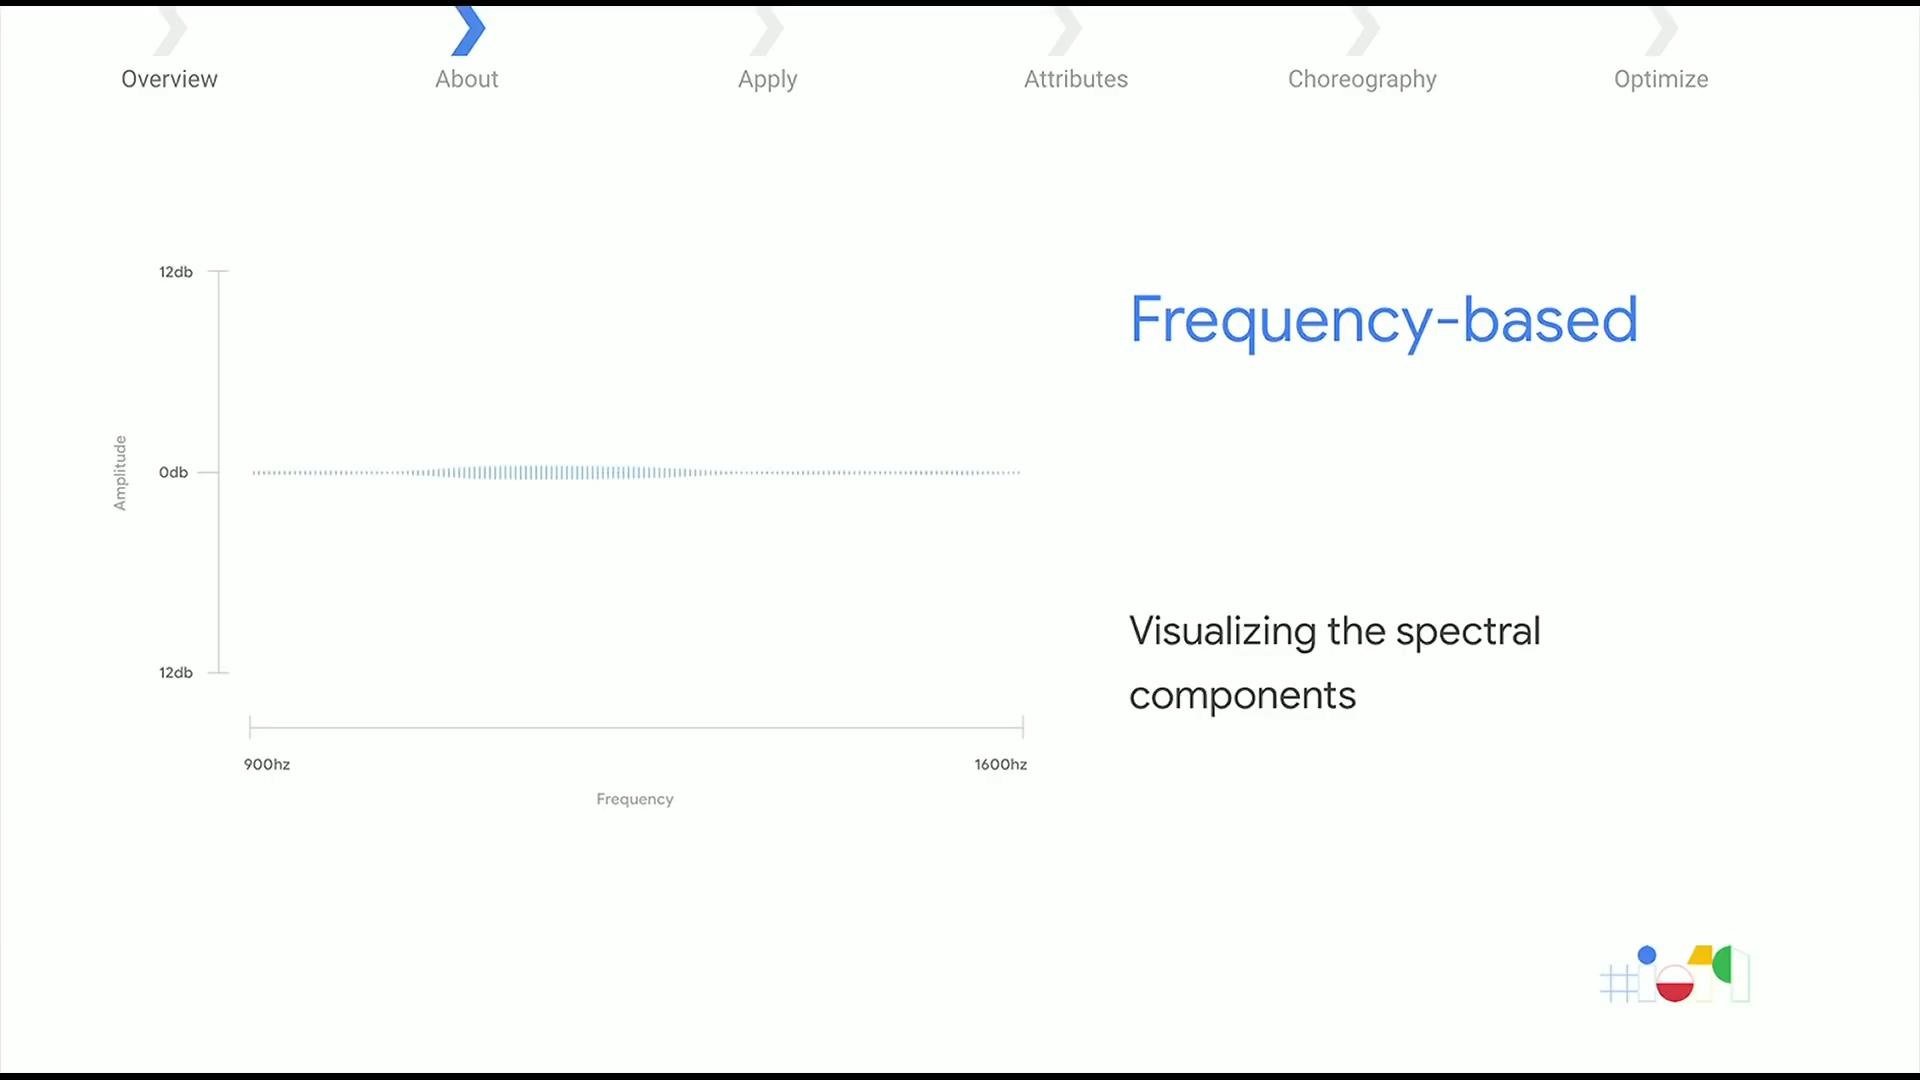 Overview
About
Apply
Attributes
Choreography
Optimize
12db
Amplitude
0db
12db
900hz
1600hz
Frequency
Frequency-based
Visualizing the spectral
components
#io19